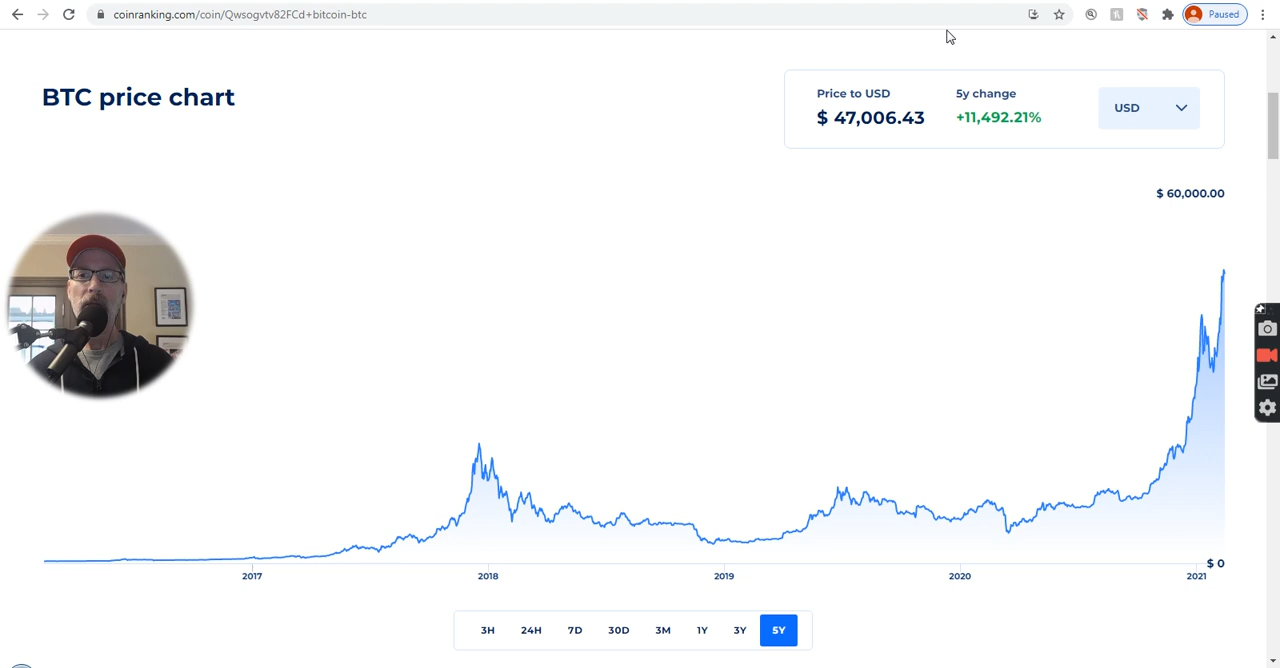 coinranking.com/coin/Qwsogvtv82FCd+bitcoin-btc
Paused
BTC price chart
Price to USD
5y change
$ 47,006.43
+11,492.21%
USD
$ 60,000.00
$ 0
2017
2018
2019
2020
2021
3H
24H
7D
30D
3M
1Y
3Y
5Y